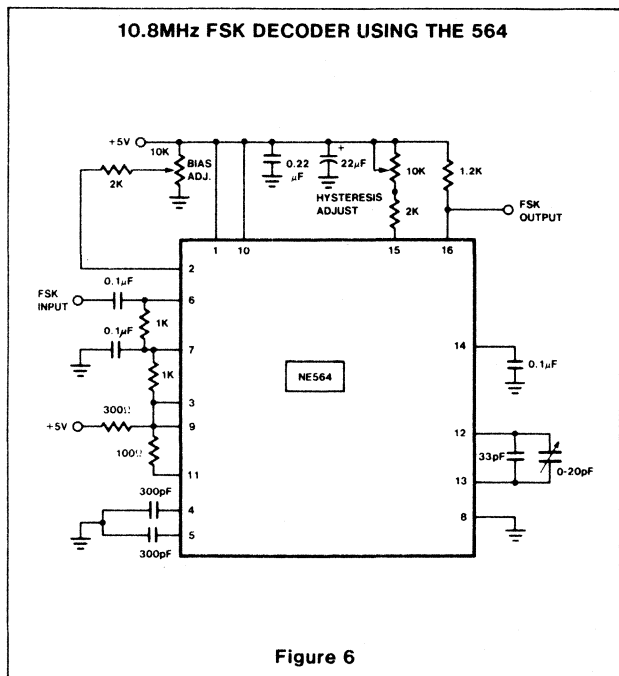 10.8MHz FSK DECODER USING THE 564
+5V
10K
BIAS
ADJ.
2K
0.22
μF
+
22μF
HYSTERESIS
ADJUST
10K
2K
1.2K
FSK
OUTPUT
1
10
15
16
2
0.1μF
FSK
INPUT
6
1K
0.1μF
7
1K
NE564
14
0.1μF
3
300Ω
+5V
9
100Ω
11
12
33pF
0-20pF
13
300pF
4
8
5
300pF
Figure 6